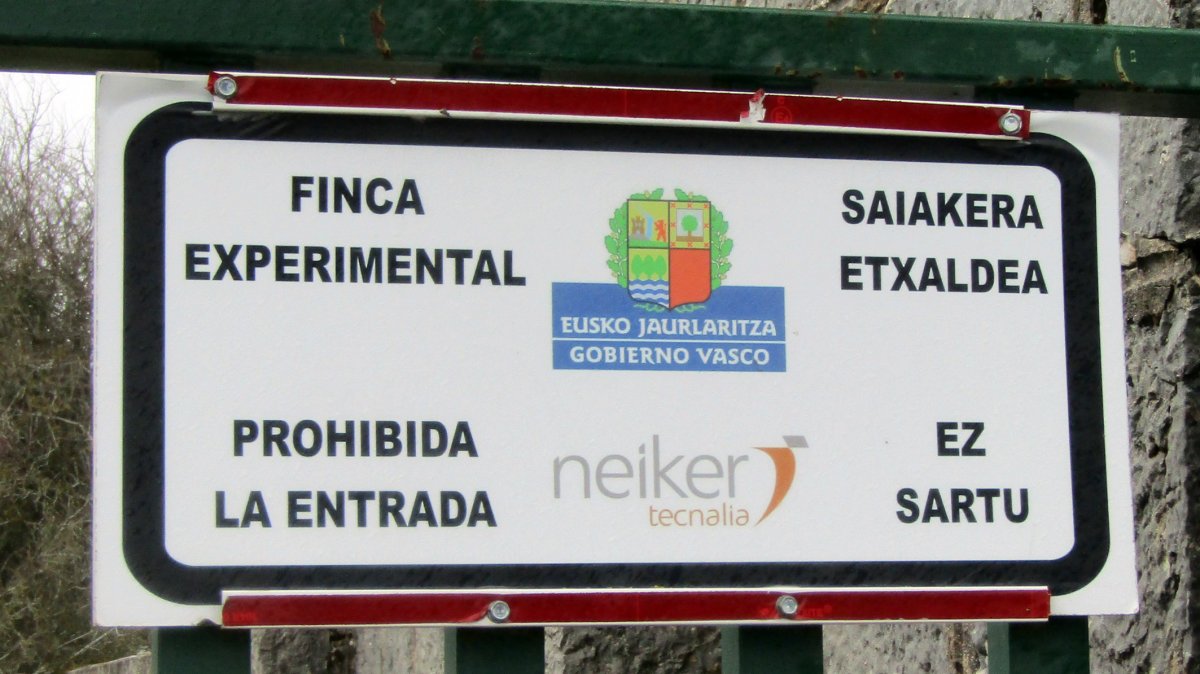 FINCA
EXPERIMENTAL
SAIAKERA
ETXALDEA
EUSKO JAURLARITZA
GOBIERNO VASCO
PROHIBIDA
LA ENTRADA
neiker
tecnalia
EZ
SARTU